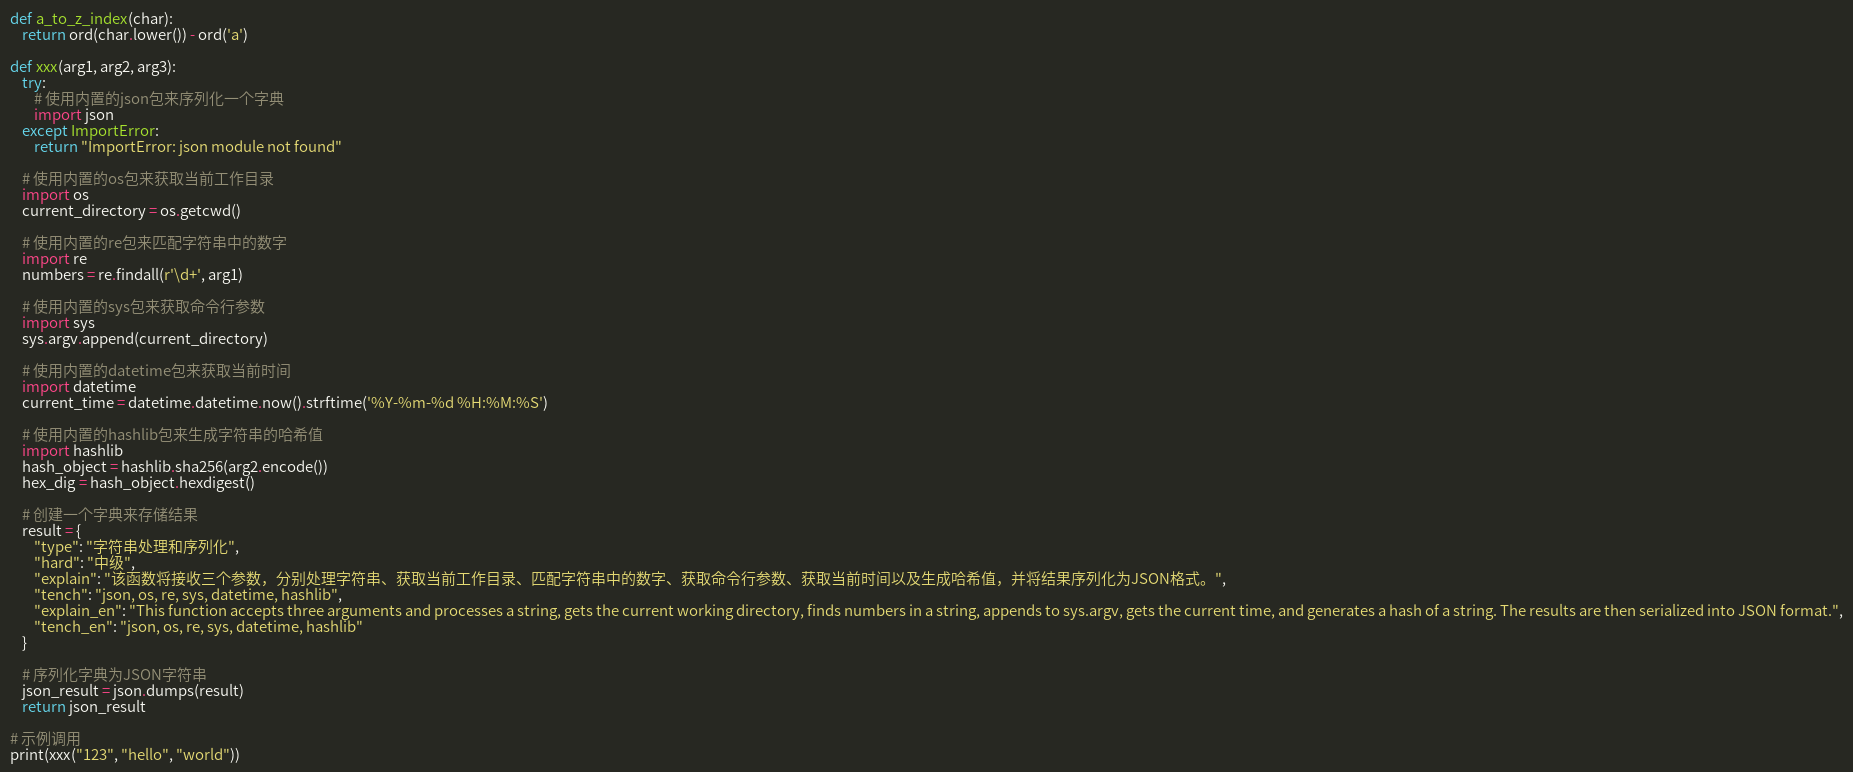 def a_to_z_index(char):
    return ord(char.lower()) - ord('a')

def xxx(arg1, arg2, arg3):
    try:
        # 使用内置的json包来序列化一个字典
        import json
    except ImportError:
        return "ImportError: json module not found"

    # 使用内置的os包来获取当前工作目录
    import os
    current_directory = os.getcwd()

    # 使用内置的re包来匹配字符串中的数字
    import re
    numbers = re.findall(r'\d+', arg1)

    # 使用内置的sys包来获取命令行参数
    import sys
    sys.argv.append(current_directory)

    # 使用内置的datetime包来获取当前时间
    import datetime
    current_time = datetime.datetime.now().strftime('%Y-%m-%d %H:%M:%S')

    # 使用内置的hashlib包来生成字符串的哈希值
    import hashlib
    hash_object = hashlib.sha256(arg2.encode())
    hex_dig = hash_object.hexdigest()

    # 创建一个字典来存储结果
    result = {
        "type": "字符串处理和序列化",
        "hard": "中级",
        "explain": "该函数将接收三个参数，分别处理字符串、获取当前工作目录、匹配字符串中的数字、获取命令行参数、获取当前时间以及生成哈希值，并将结果序列化为JSON格式。",
        "tench": "json, os, re, sys, datetime, hashlib",
        "explain_en": "This function accepts three arguments and processes a string, gets the current working directory, finds numbers in a string, appends to sys.argv, gets the current time, and generates a hash of a string. The results are then serialized into JSON format.",
        "tench_en": "json, os, re, sys, datetime, hashlib"
    }

    # 序列化字典为JSON字符串
    json_result = json.dumps(result)
    return json_result

# 示例调用
print(xxx("123", "hello", "world"))